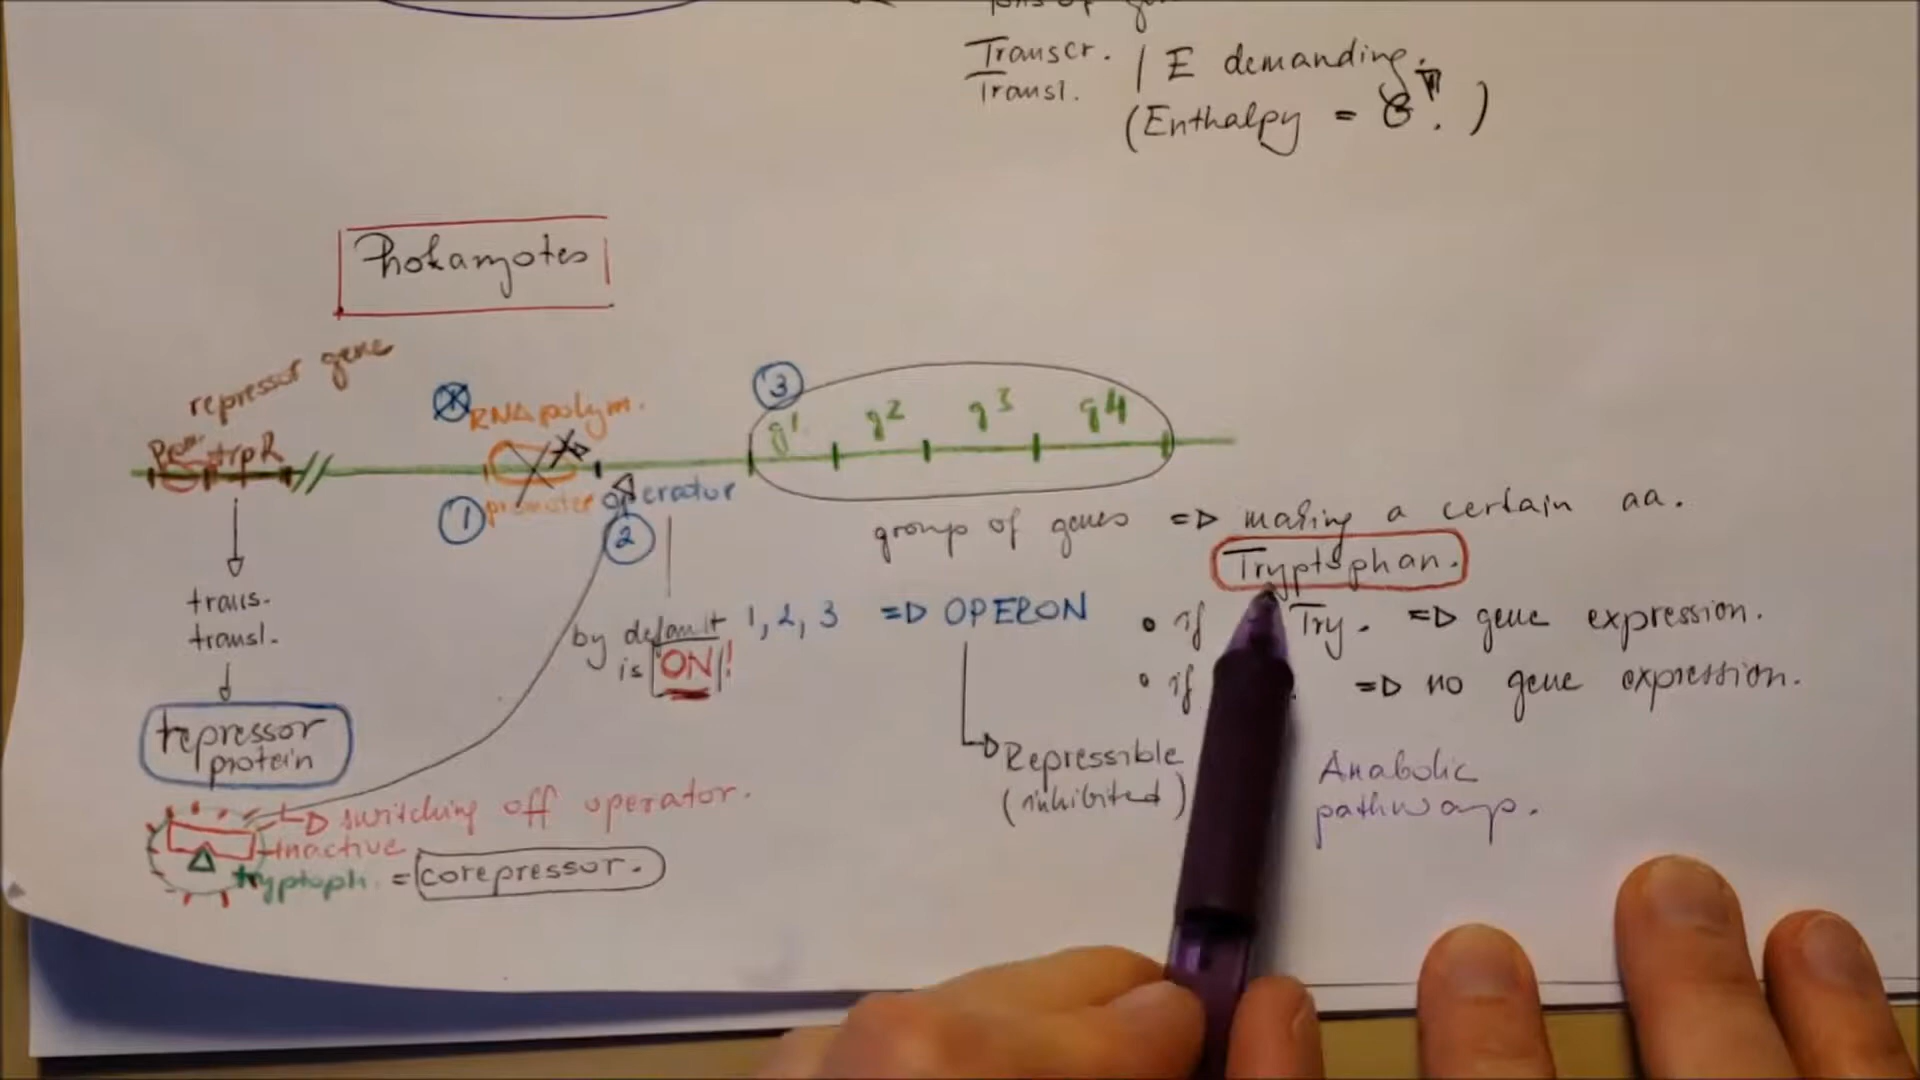 Transcr.
Transl.
E demanding.
(Enthalpy =
Prokaryotes
repressor gene
RNA polym.
3
g1 g2 g3 g4
trpR
1 promoter
operator
2
group of genes => making a certain aa.
Tryptophan.
trans.
transl.
by default
is ON!
1, 2, 3 => OPERON
• if Try. => gene expression.
• if => no gene expression.
repressor
protein
Repressible
(inhibited)
Anabolic
pathways.
switching off operator.
inactive
tryptoph. = corepressor.